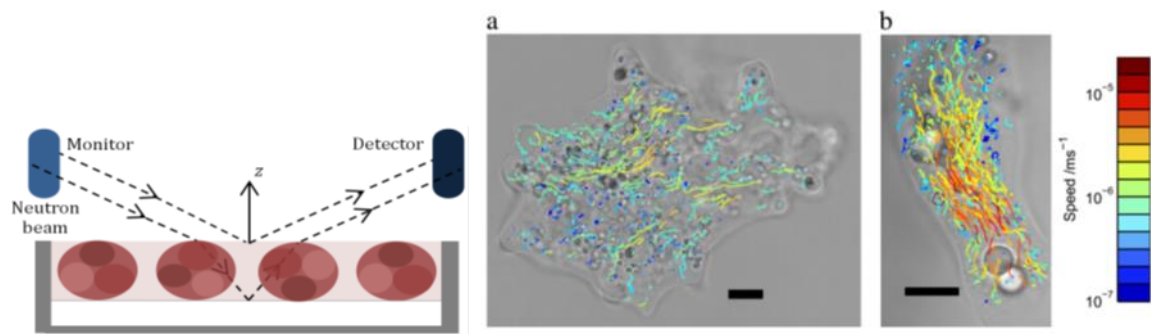 Monitor
Detector
z
Neutron
beam
a
b
10⁻⁵
10⁻⁶
10⁻⁷
Speed /ms⁻¹